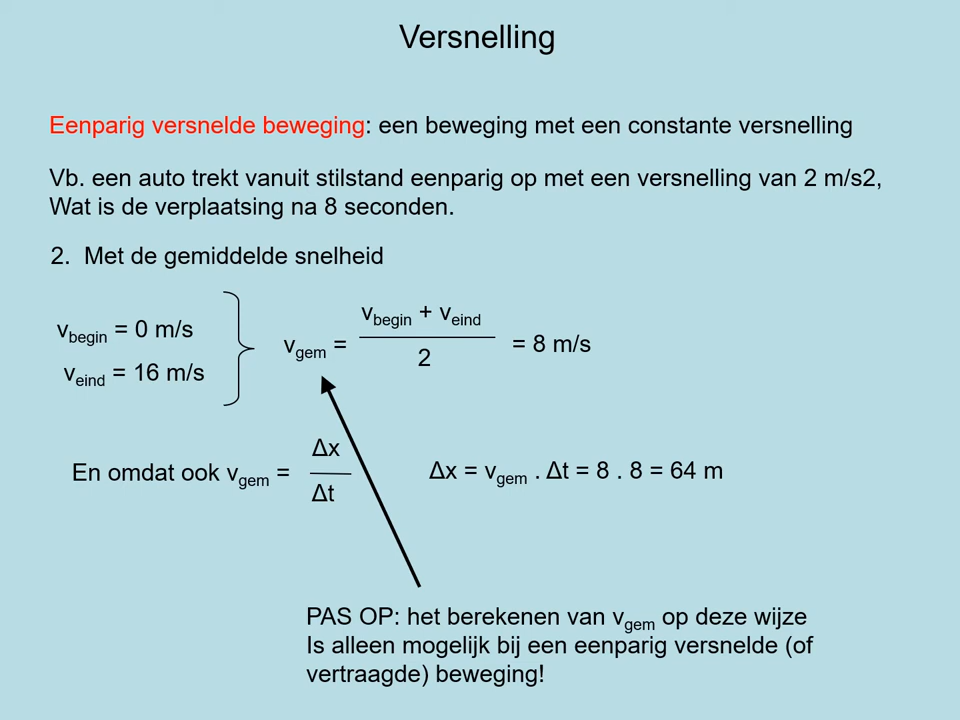 Versnelling
Eenparig versnelde beweging: een beweging met een constante versnelling
Vb. een auto trekt vanuit stilstand eenparig op met een versnelling van 2 m/s2,
Wat is de verplaatsing na 8 seconden.
2. Met de gemiddelde snelheid
vbegin = 0 m/s
veind = 16 m/s
vgem =
vbegin + veind
2
= 8 m/s
En omdat ook vgem =
Δx
Δt
Δx = vgem . Δt = 8 . 8 = 64 m
PAS OP: het berekenen van vgem op deze wijze
Is alleen mogelijk bij een eenparig versnelde (of
vertraagde) beweging!